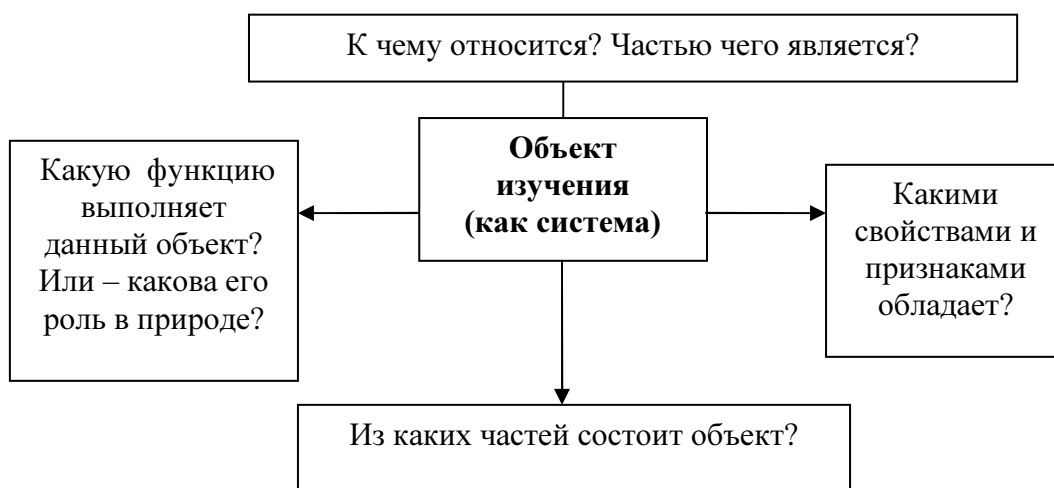 К чему относится? Частью чего является?
Объект
изучения
(как система)
Какую функцию
выполняет
данный объект?
Или – какова его
роль в природе?
Какими
свойствами и
признаками
обладает?
Из каких частей состоит объект?